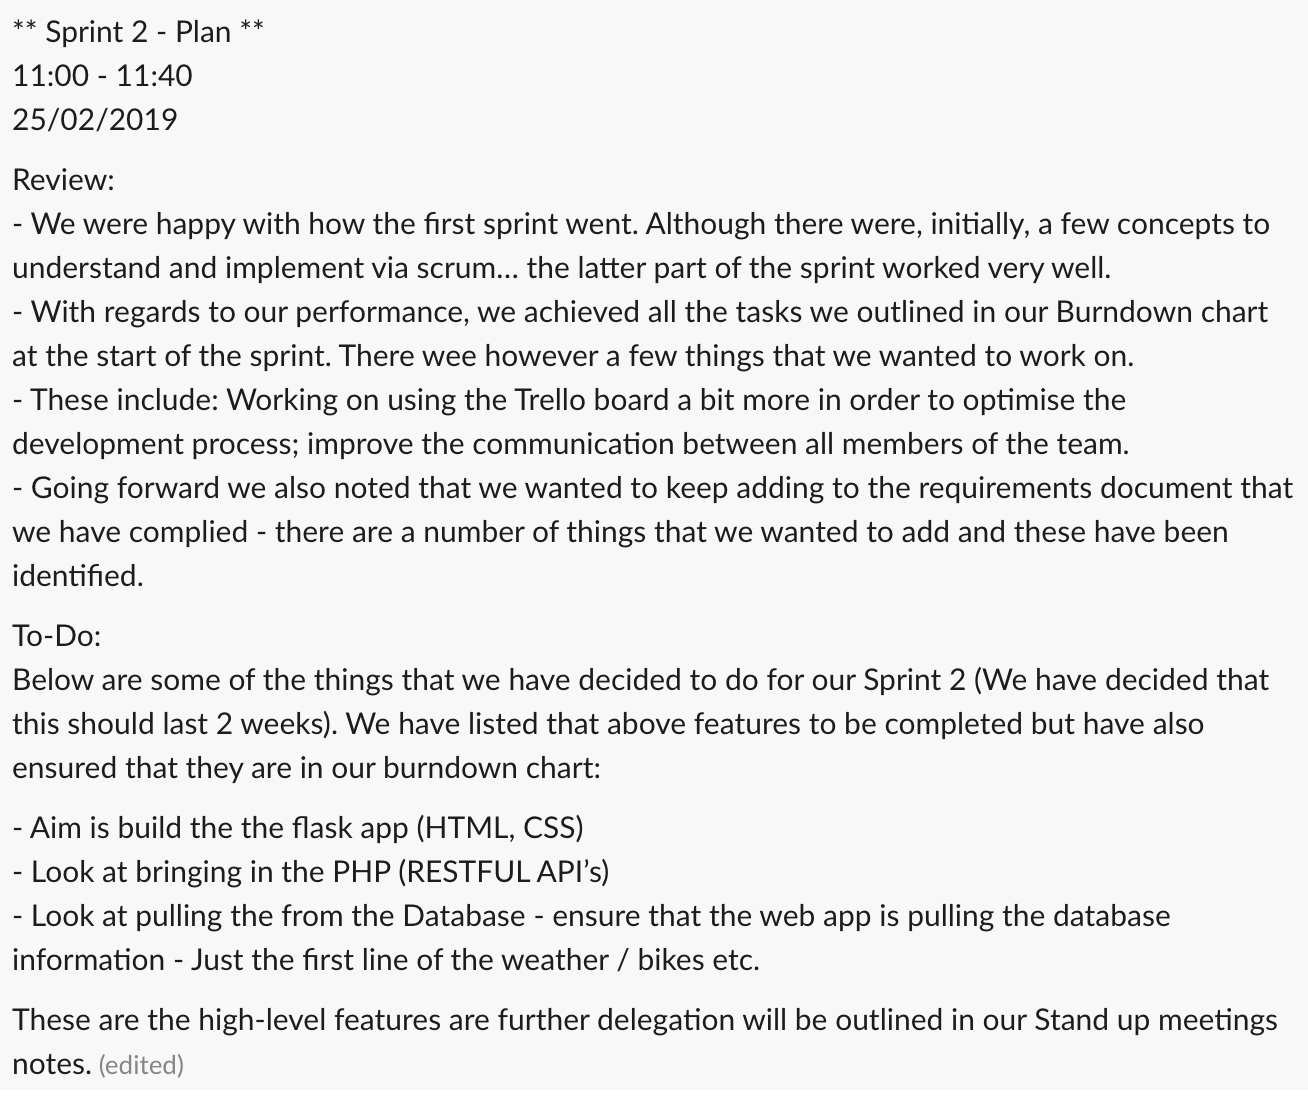 ** Sprint 2 - Plan **
11:00 - 11:40
25/02/2019
Review:
- We were happy with how the first sprint went. Although there were, initially, a few concepts to
understand and implement via scrum... the latter part of the sprint worked very well.
- With regards to our performance, we achieved all the tasks we outlined in our Burndown chart
at the start of the sprint. There wee however a few things that we wanted to work on.
- These include: Working on using the Trello board a bit more in order to optimise the
development process; improve the communication between all members of the team.
- Going forward we also noted that we wanted to keep adding to the requirements document that
we have complied - there are a number of things that we wanted to add and these have been
identified.
To-Do:
Below are some of the things that we have decided to do for our Sprint 2 (We have decided that
this should last 2 weeks). We have listed that above features to be completed but have also
ensured that they are in our burndown chart:
- Aim is build the the flask app (HTML, CSS)
- Look at bringing in the PHP (RESTFUL API’s)
- Look at pulling the from the Database - ensure that the web app is pulling the database
information - Just the first line of the weather / bikes etc.
These are the high-level features are further delegation will be outlined in our Stand up meetings
notes. (edited)